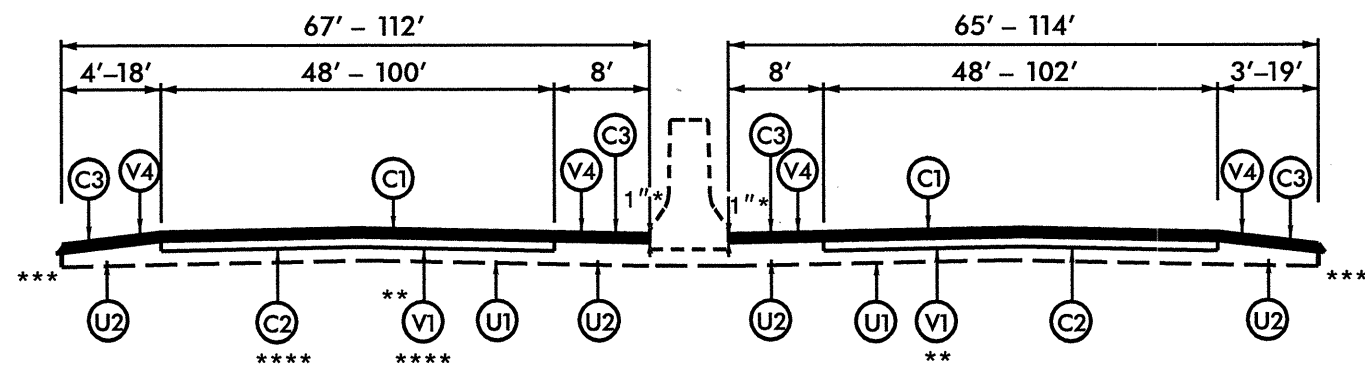 67' – 112' 65' – 114'
4'–18' 48' – 100' 8' 8' 48' – 102' 3'–19'
C3 C3
C3 V4 C1 V4 V4 C1 V4 C3
1"* 1"*
*** ***
**
U2 C2 V1 U1 U2 U2 U1 V1 C2 U2
**** **** **